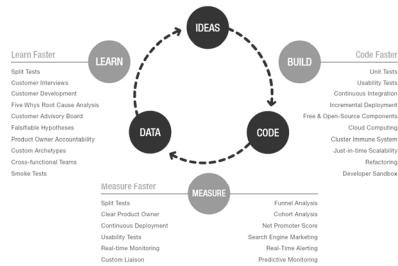 IDEAS
LEARN
BUILD
DATA
CODE
MEASURE
Learn Faster
Split Tests
Customer Interviews
Customer Development
Five Whys Root Cause Analysis
Customer Advisory Board
Falsifiable Hypotheses
Product Owner Accountability
Custom Archetypes
Cross-functional Teams
Smoke Tests
Code Faster
Unit Tests
Usability Tests
Continuous Integration
Incremental Deployment
Free & Open-Source Components
Cloud Computing
Cluster Immune System
Just-in-time Scalability
Refactoring
Developer Sandbox
Measure Faster
Split Tests
Clear Product Owner
Continuous Deployment
Usability Tests
Real-time Monitoring
Custom Liaison
Funnel Analysis
Cohort Analysis
Net Promoter Score
Search Engine Marketing
Real-Time Alerting
Predictive Monitoring